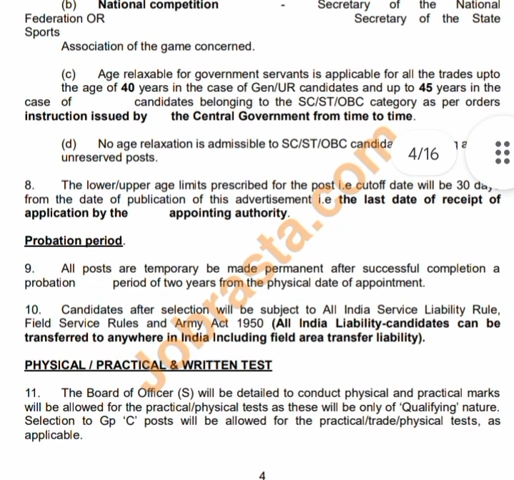 (b) National competition - Secretary of the National
Federation OR Secretary of the State
Sports
Association of the game concerned.
(c) Age relaxable for government servants is applicable for all the trades upto
the age of 40 years in the case of Gen/UR candidates and up to 45 years in the
case of candidates belonging to the SC/ST/OBC category as per orders
instruction issued by the Central Government from time to time.
(d) No age relaxation is admissible to SC/ST/OBC
unreserved posts.
4/16
8. The lower/upper age limits prescribed for the post i.e cutoff date will be 30
from the date of publication of this advertisement i.e the last date of receipt of
application by the appointing authority.
Probation period.
9. All posts are temporary be made permanent after successful completion a
probation period of two years from the physical date of appointment.
10. Candidates after selection will be subject to All India Service Liability Rule,
Field Service Rules and Army Act 1950 (All India Liability-candidates can be
transferred to anywhere in India Including field area transfer liability).
PHYSICAL / PRACTICAL & WRITTEN TEST
11. The Board of Officer (S) will be detailed to conduct physical and practical marks
will be allowed for the practical/physical tests as these will be only of 'Qualifying' nature.
Selection to Gp 'C' posts will be allowed for the practical/trade/physical tests, as
applicable.
4
Jobrasta.com